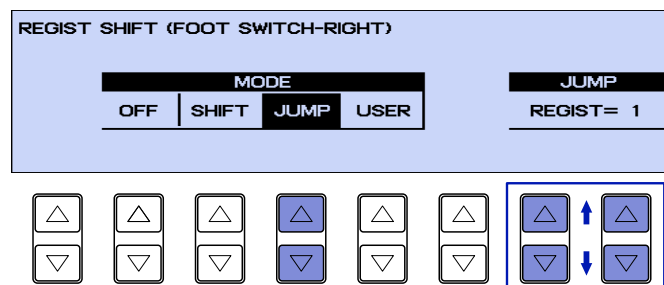 REGIST SHIFT (FOOT SWITCH-RIGHT)
MODE
OFF SHIFT JUMP USER
JUMP
REGIST= 1